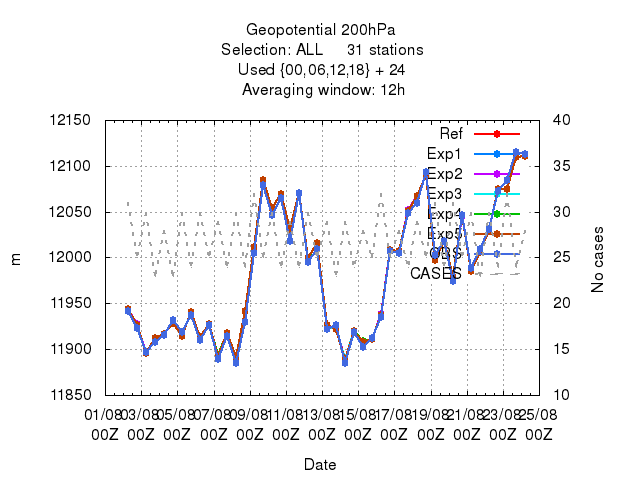 Geopotential 200hPa
Selection: ALL 31 stations
Used {00,06,12,18} + 24
Averaging window: 12h
12150
12100
12050
12000
11950
11900
11850
m
40
35
30
25
20
15
10
No cases
Ref
Exp1
Exp2
Exp3
Exp4
Exp5
OBS
CASES
01/08 03/08 05/08 07/08 09/08 11/08 13/08 15/08 17/08 19/08 21/08 23/08 25/08
00Z 00Z 00Z 00Z 00Z 00Z 00Z 00Z 00Z 00Z 00Z 00Z 00Z
Date